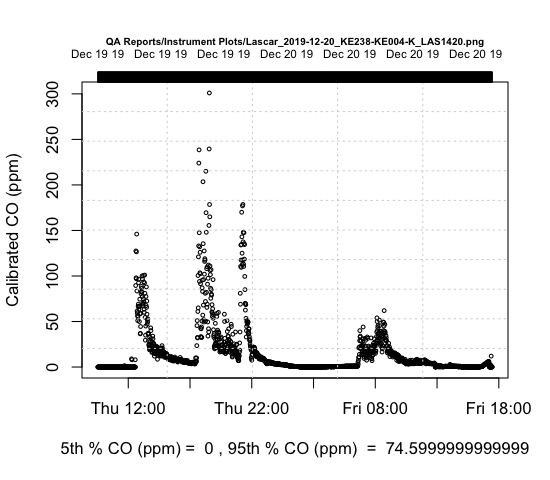 QA Reports/Instrument Plots/Lascar_2019-12-20_KE238-KE004-K_LAS1420.png
Dec 19 19 Dec 19 19 Dec 19 19 Dec 20 19 Dec 20 19 Dec 20 19 Dec 20 19
300
250
200
150
100
50
0
Calibrated CO (ppm)
Thu 12:00 Thu 22:00 Fri 08:00 Fri 18:00
5th % CO (ppm) = 0 , 95th % CO (ppm) = 74.5999999999999